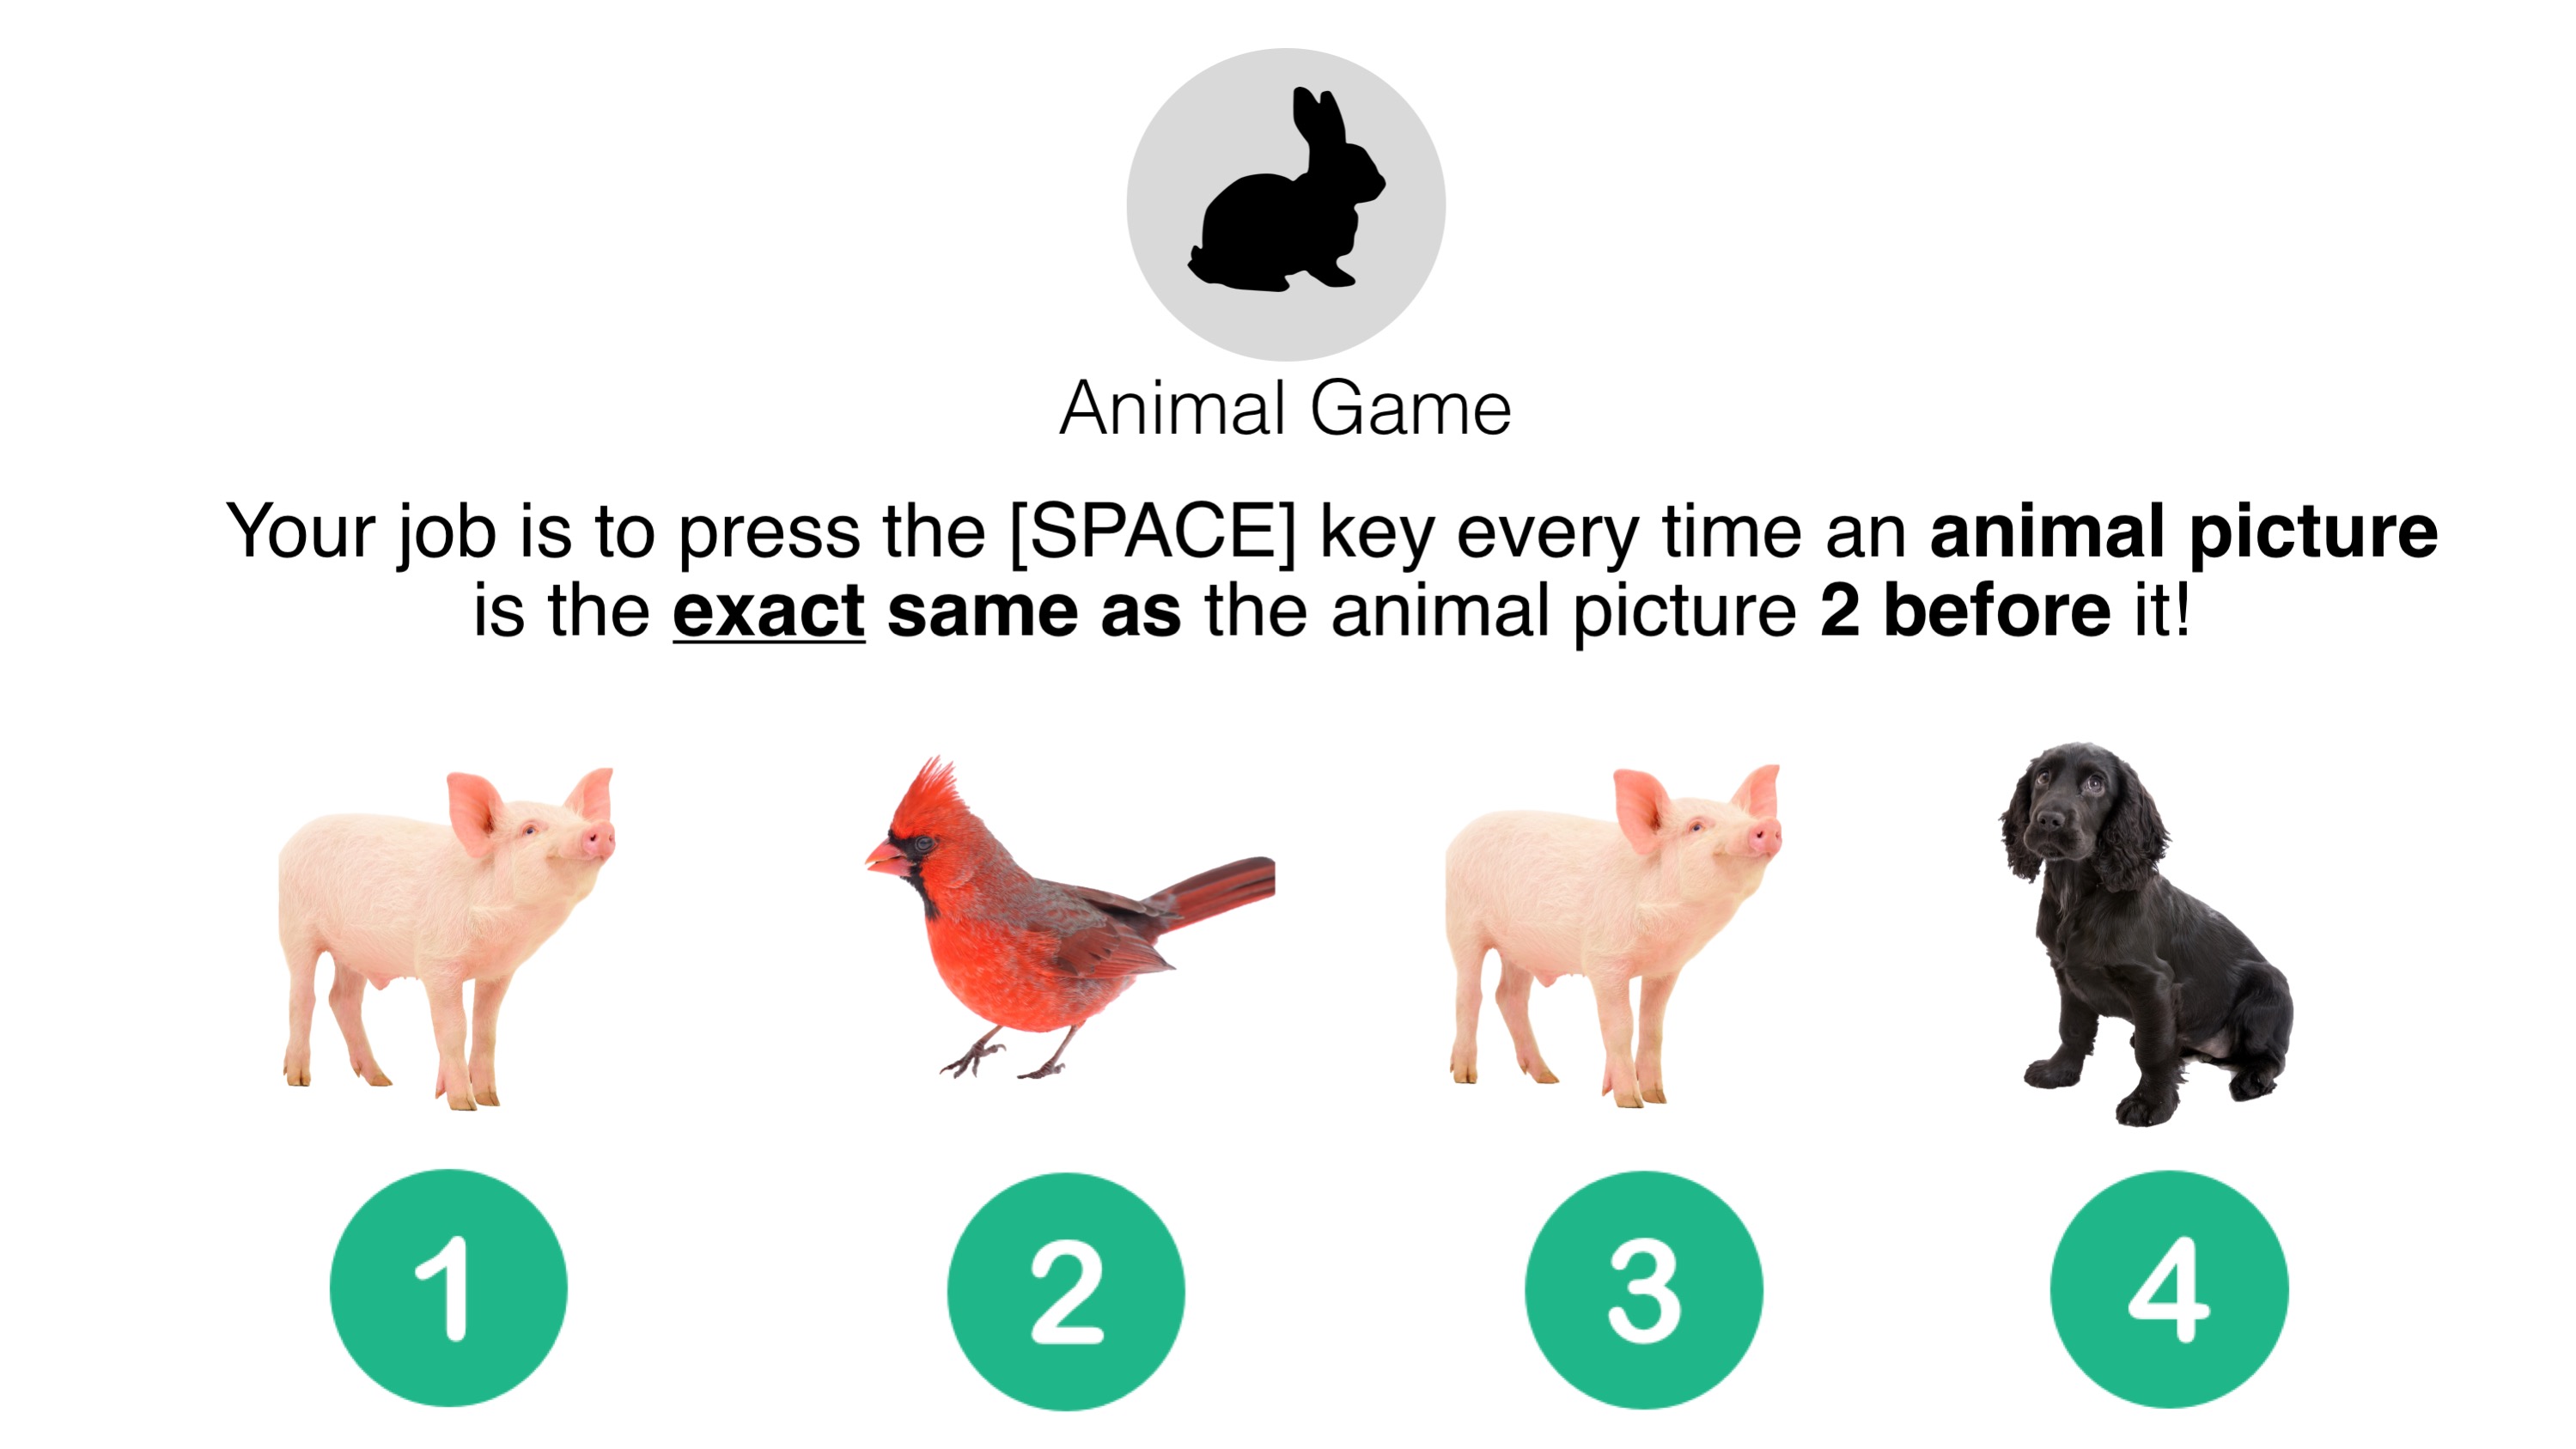 Animal Game
Your job is to press the [SPACE] key every time an animal picture
is the exact same as the animal picture 2 before it!
1 2 3 4